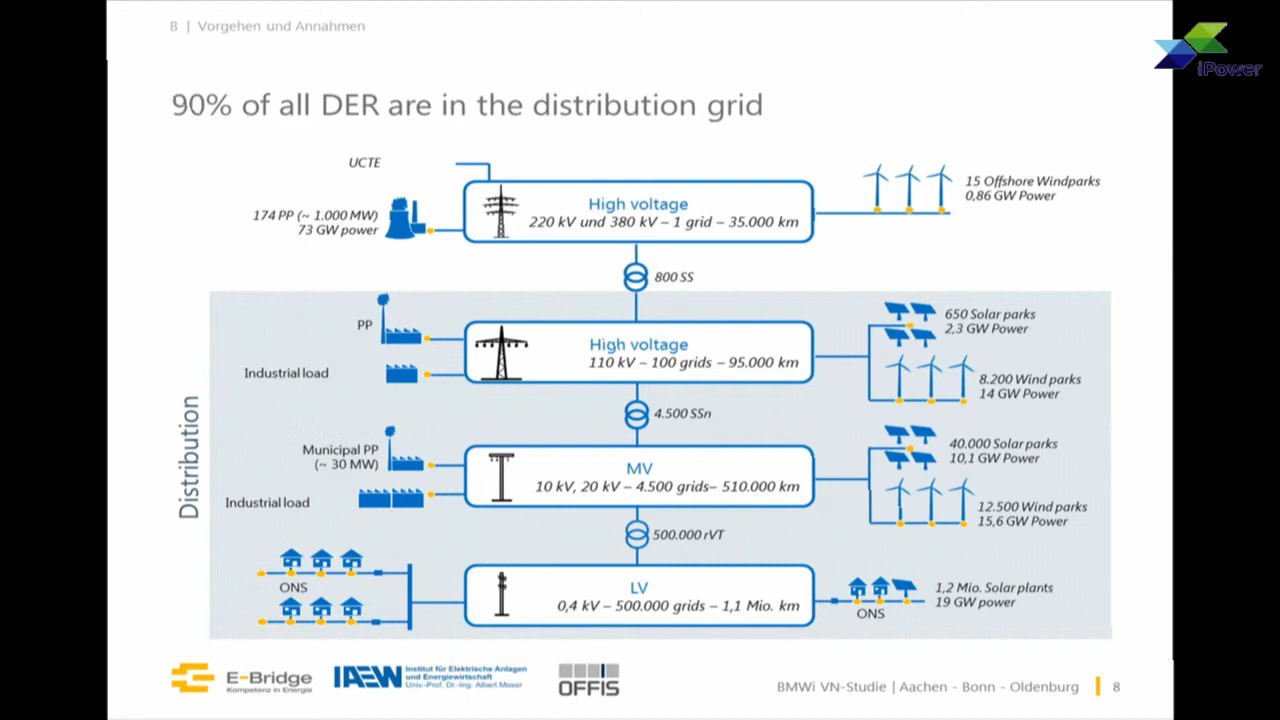 B | Vorgehen und Annahmen
iPower
90% of all DER are in the distribution grid
UCTE
174 PP (~ 1.000 MW)
73 GW power
High voltage
220 kV und 380 kV – 1 grid – 35.000 km
15 Offshore Windparks
0,86 GW Power
800 SS
Distribution
PP
Industrial load
High voltage
110 kV – 100 grids – 95.000 km
650 Solar parks
2,3 GW Power
8.200 Wind parks
14 GW Power
4.500 SSn
Municipal PP
(~ 30 MW)
Industrial load
MV
10 kV, 20 kV – 4.500 grids– 510.000 km
40.000 Solar parks
10,1 GW Power
12.500 Wind parks
15,6 GW Power
500.000 rVT
ONS
LV
0,4 kV – 500.000 grids – 1,1 Mio. km
1,2 Mio. Solar plants
19 GW power
ONS
E-Bridge
Kompetenz in Energie
IAEW
Institut für Elektrische Anlagen
und Energiewirtschaft
Univ.-Prof. Dr.-Ing. Albert Moser
OFFIS
BMWi VN-Studie | Aachen - Bonn - Oldenburg
8